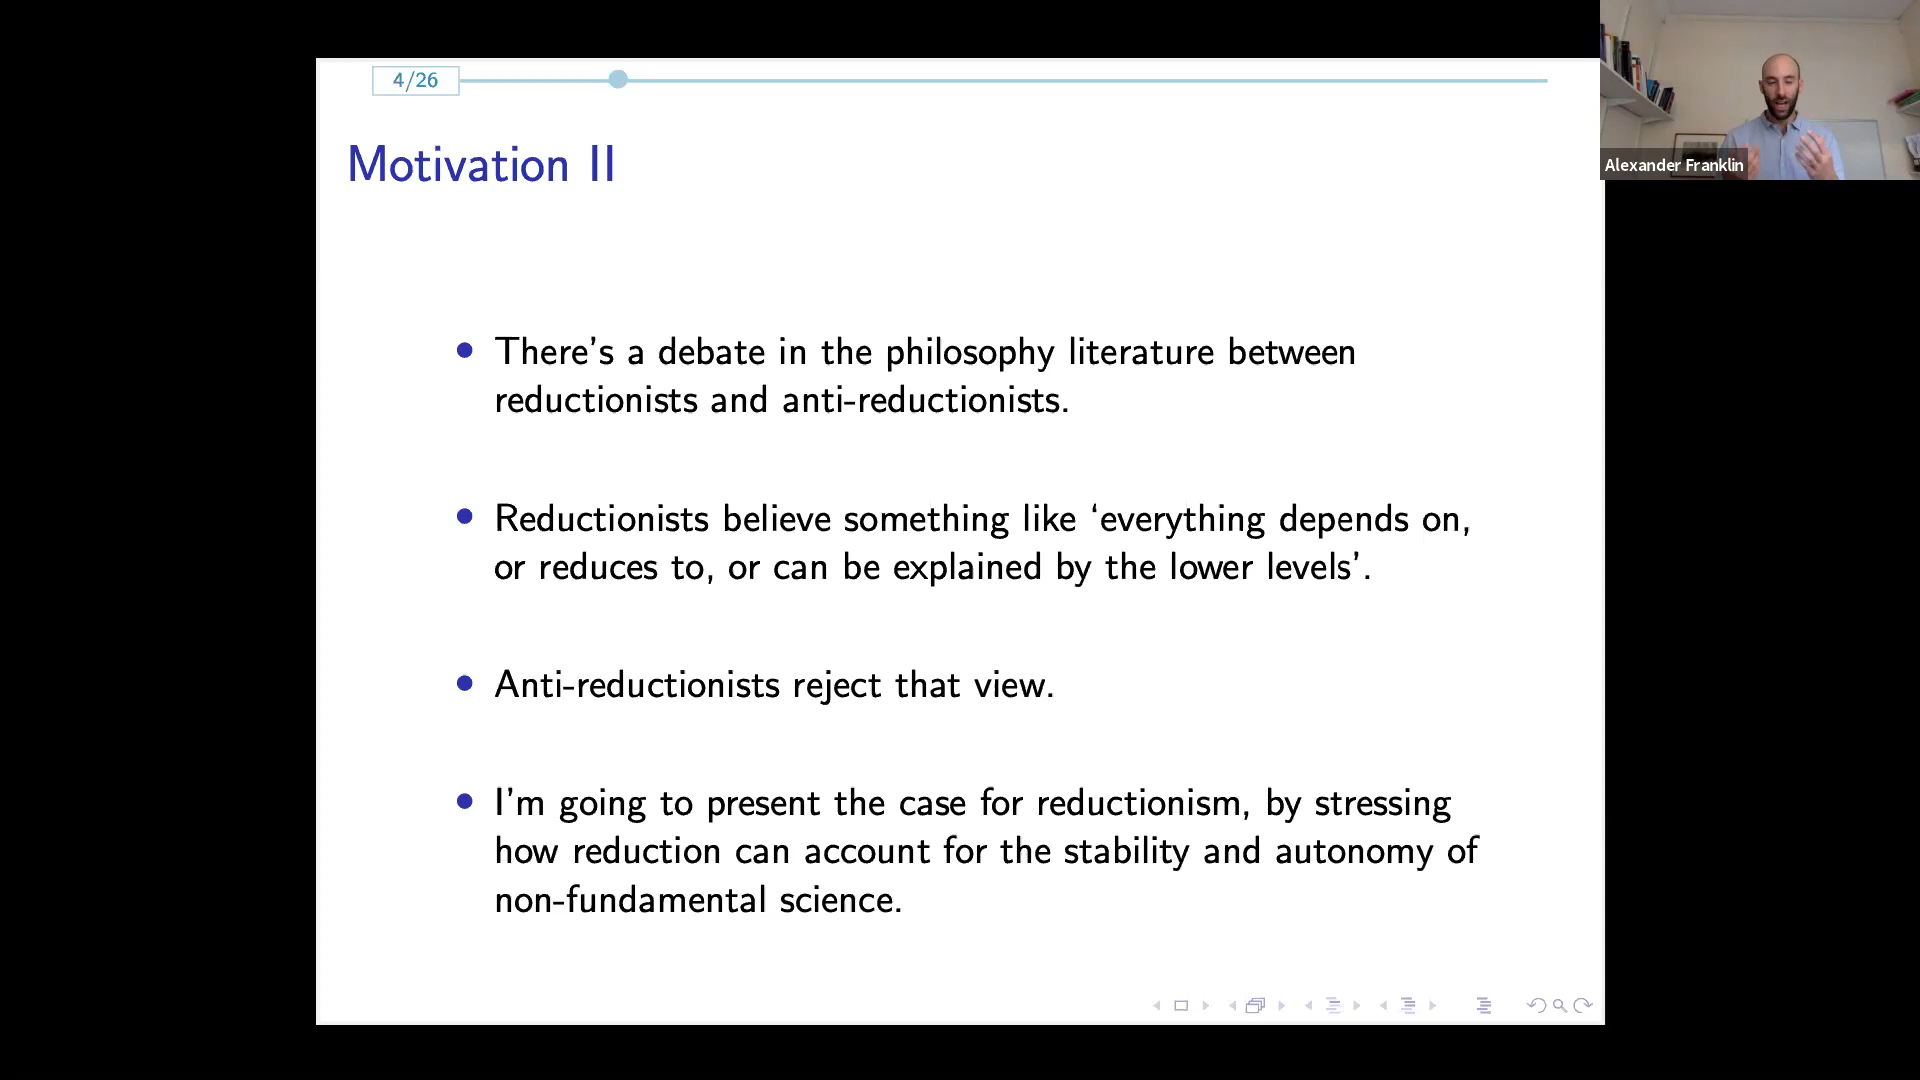 4/26
Alexander Franklin
Motivation II
There's a debate in the philosophy literature between
reductionists and anti-reductionists.
Reductionists believe something like ‘everything depends on,
or reduces to, or can be explained by the lower levels’.
Anti-reductionists reject that view.
I'm going to present the case for reductionism, by stressing
how reduction can account for the stability and autonomy of
non-fundamental science.